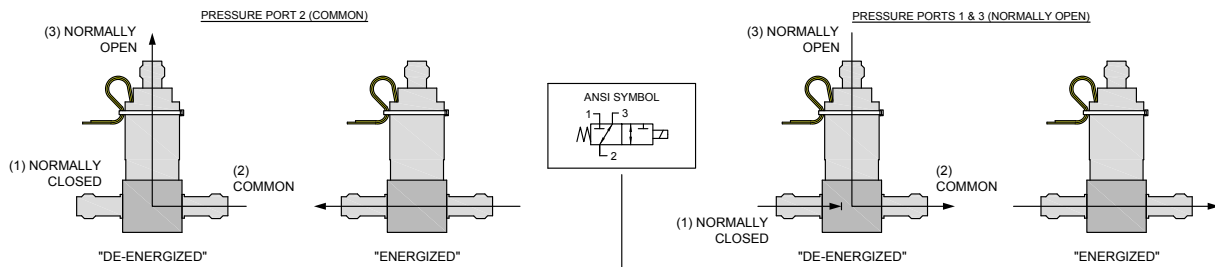 PRESSURE PORT 2 (COMMON)
(3) NORMALLY
OPEN
(1) NORMALLY
CLOSED
(2)
COMMON
"DE-ENERGIZED"
"ENERGIZED"
ANSI SYMBOL
1
3
2
PRESSURE PORTS 1 & 3 (NORMALLY OPEN)
(3) NORMALLY
OPEN
(2)
COMMON
(1) NORMALLY
CLOSED
"DE-ENERGIZED"
"ENERGIZED"